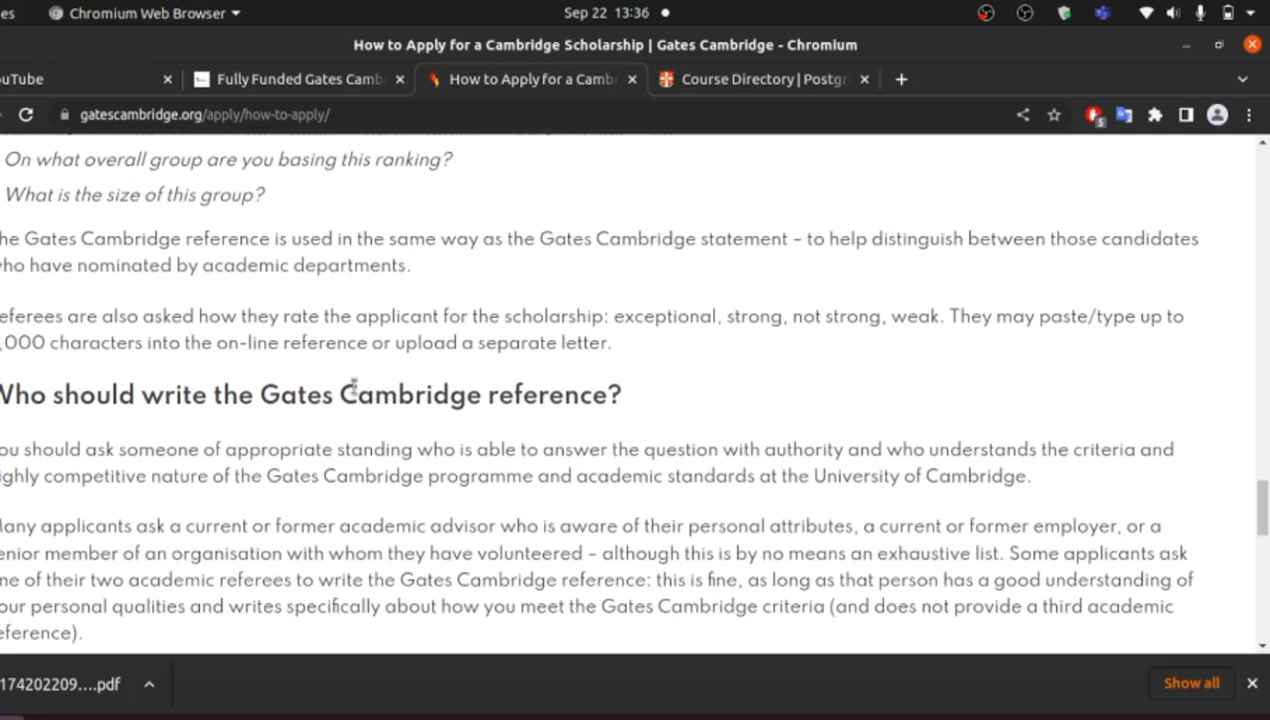 es Chromium Web Browser Sep 22 13:36
How to Apply for a Cambridge Scholarship | Gates Cambridge - Chromium
ouTube Fully Funded Gates Camb How to Apply for a Camb Course Directory | Postgr
gatescambridge.org/apply/how-to-apply/ 5
On what overall group are you basing this ranking?
What is the size of this group?
he Gates Cambridge reference is used in the same way as the Gates Cambridge statement – to help distinguish between those candidates
ho have nominated by academic departments.
eferees are also asked how they rate the applicant for the scholarship: exceptional, strong, not strong, weak. They may paste/type up to
,000 characters into the on-line reference or upload a separate letter.
Who should write the Gates Cambridge reference?
ou should ask someone of appropriate standing who is able to answer the question with authority and who understands the criteria and
ighly competitive nature of the Gates Cambridge programme and academic standards at the University of Cambridge.
Many applicants ask a current or former academic advisor who is aware of their personal attributes, a current or former employer, or a
enior member of an organisation with whom they have volunteered – although this is by no means an exhaustive list. Some applicants ask
ne of their two academic referees to write the Gates Cambridge reference: this is fine, as long as that person has a good understanding of
our personal qualities and writes specifically about how you meet the Gates Cambridge criteria (and does not provide a third academic
eference).
174202209....pdf Show all